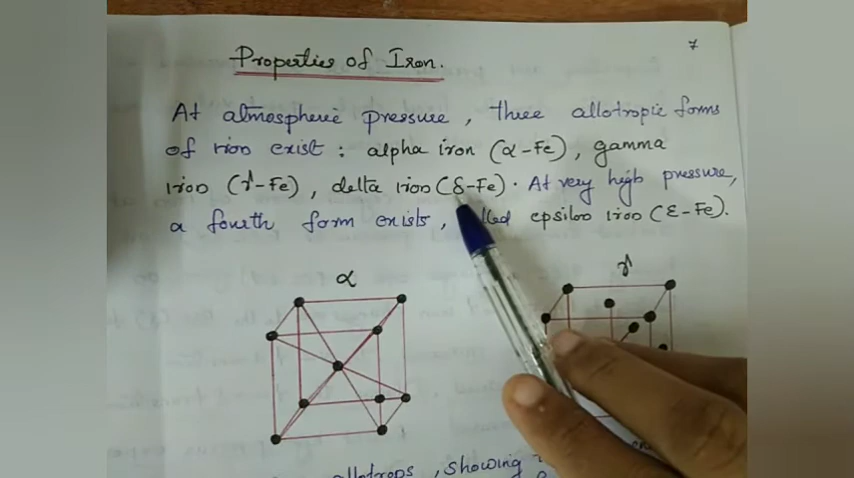 7
Properties of Iron.
At atmospheric pressure, three allotropic forms
of iron exist : alpha iron (α-Fe), gamma
iron (γ-Fe), delta iron (δ-Fe). At very high pressure,
a fourth form exists, epsilon iron (ε-Fe).
α γ
allotrops, showing